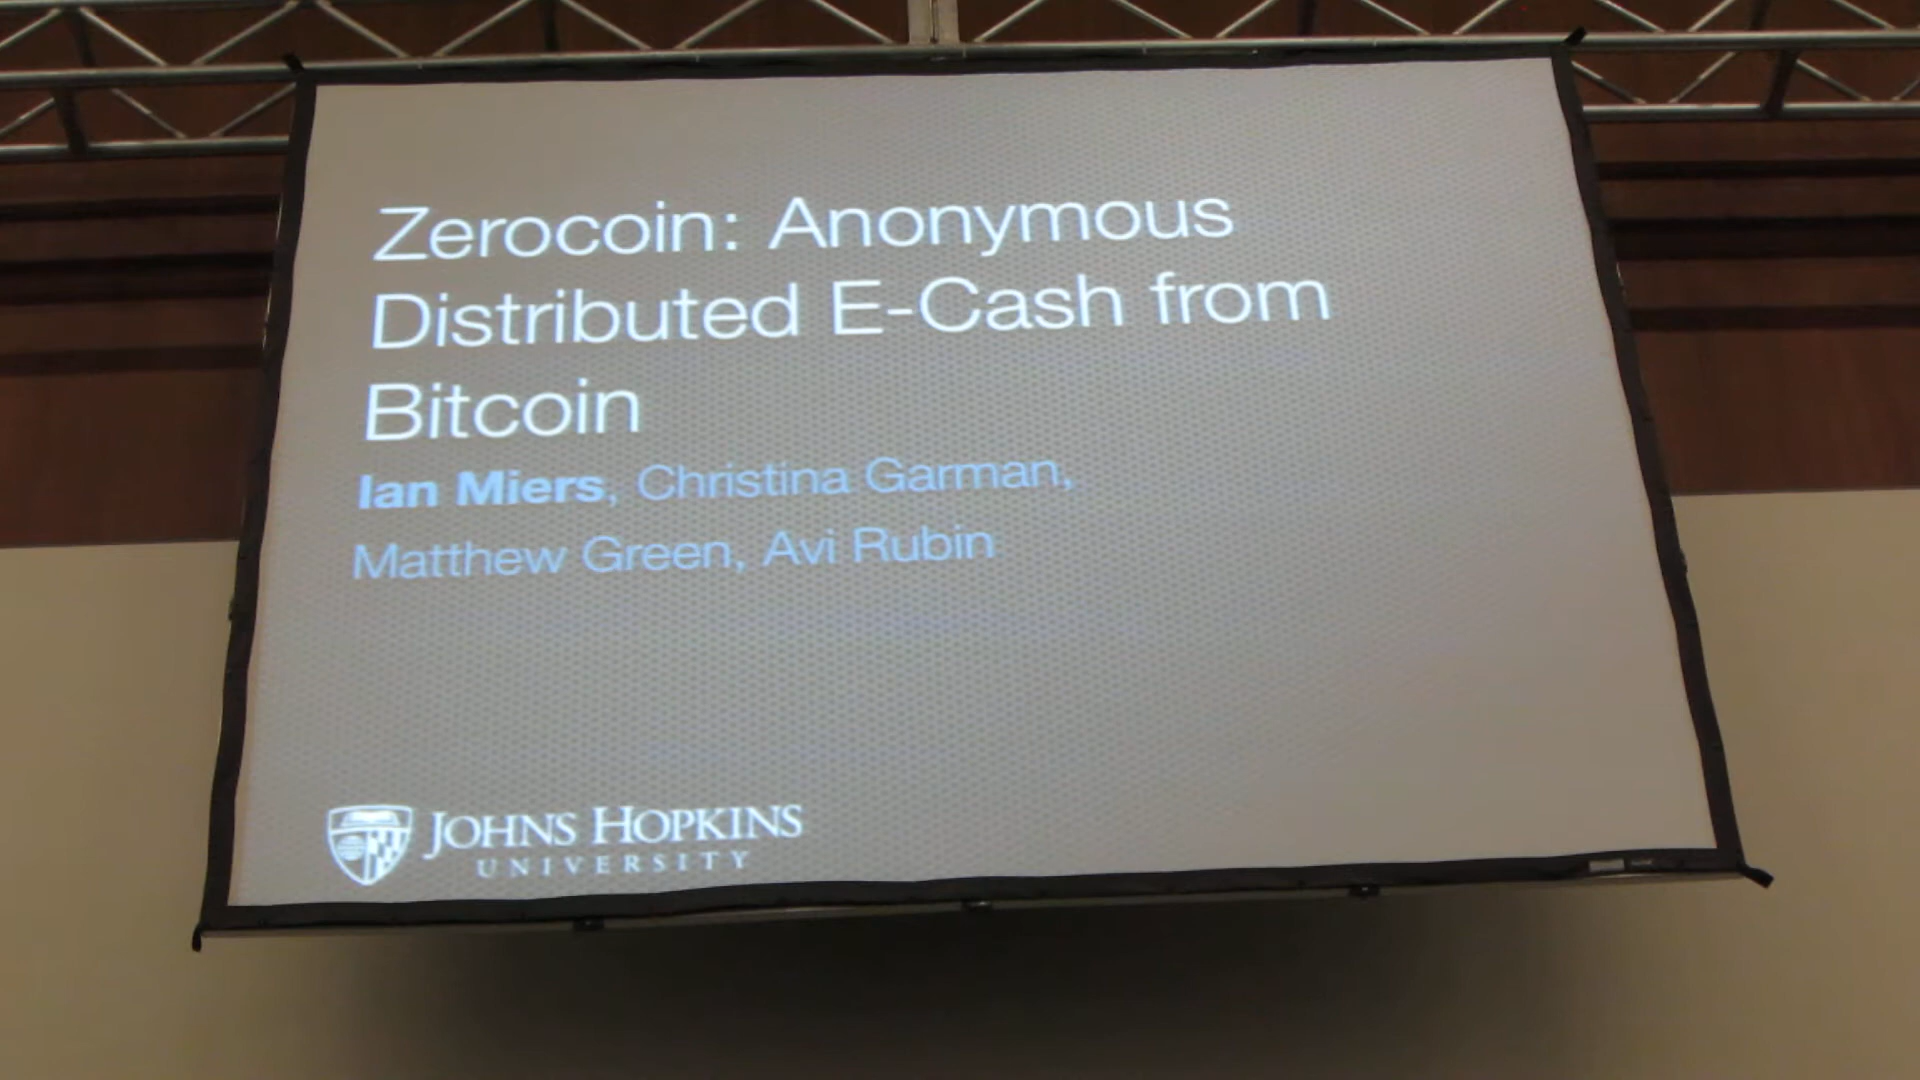 Zerocoin: Anonymous
Distributed E-Cash from
Bitcoin
Ian Miers, Christina Garman,
Matthew Green, Avi Rubin
JOHNS HOPKINS
UNIVERSITY